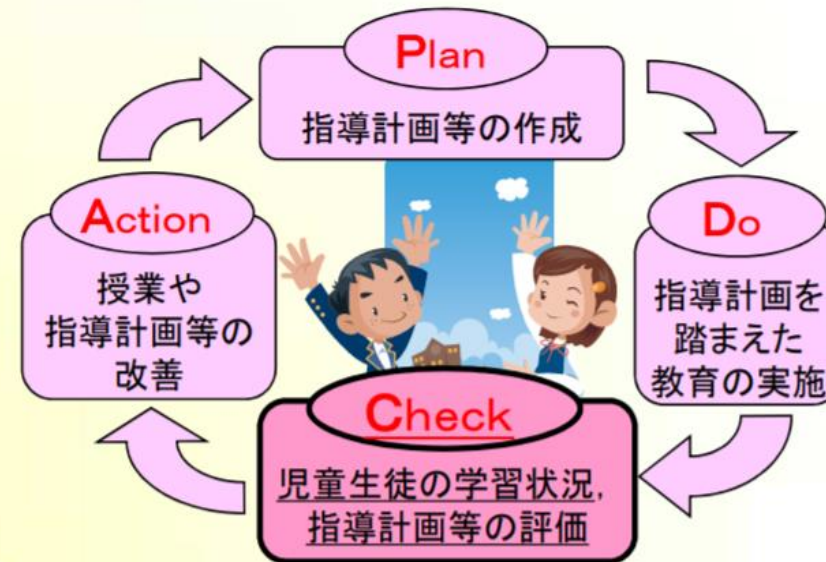 Plan
指導計画等の作成
Do
指導計画を
踏まえた
教育の実施
Check
児童生徒の学習状況,
指導計画等の評価
Action
授業や
指導計画等の
改善